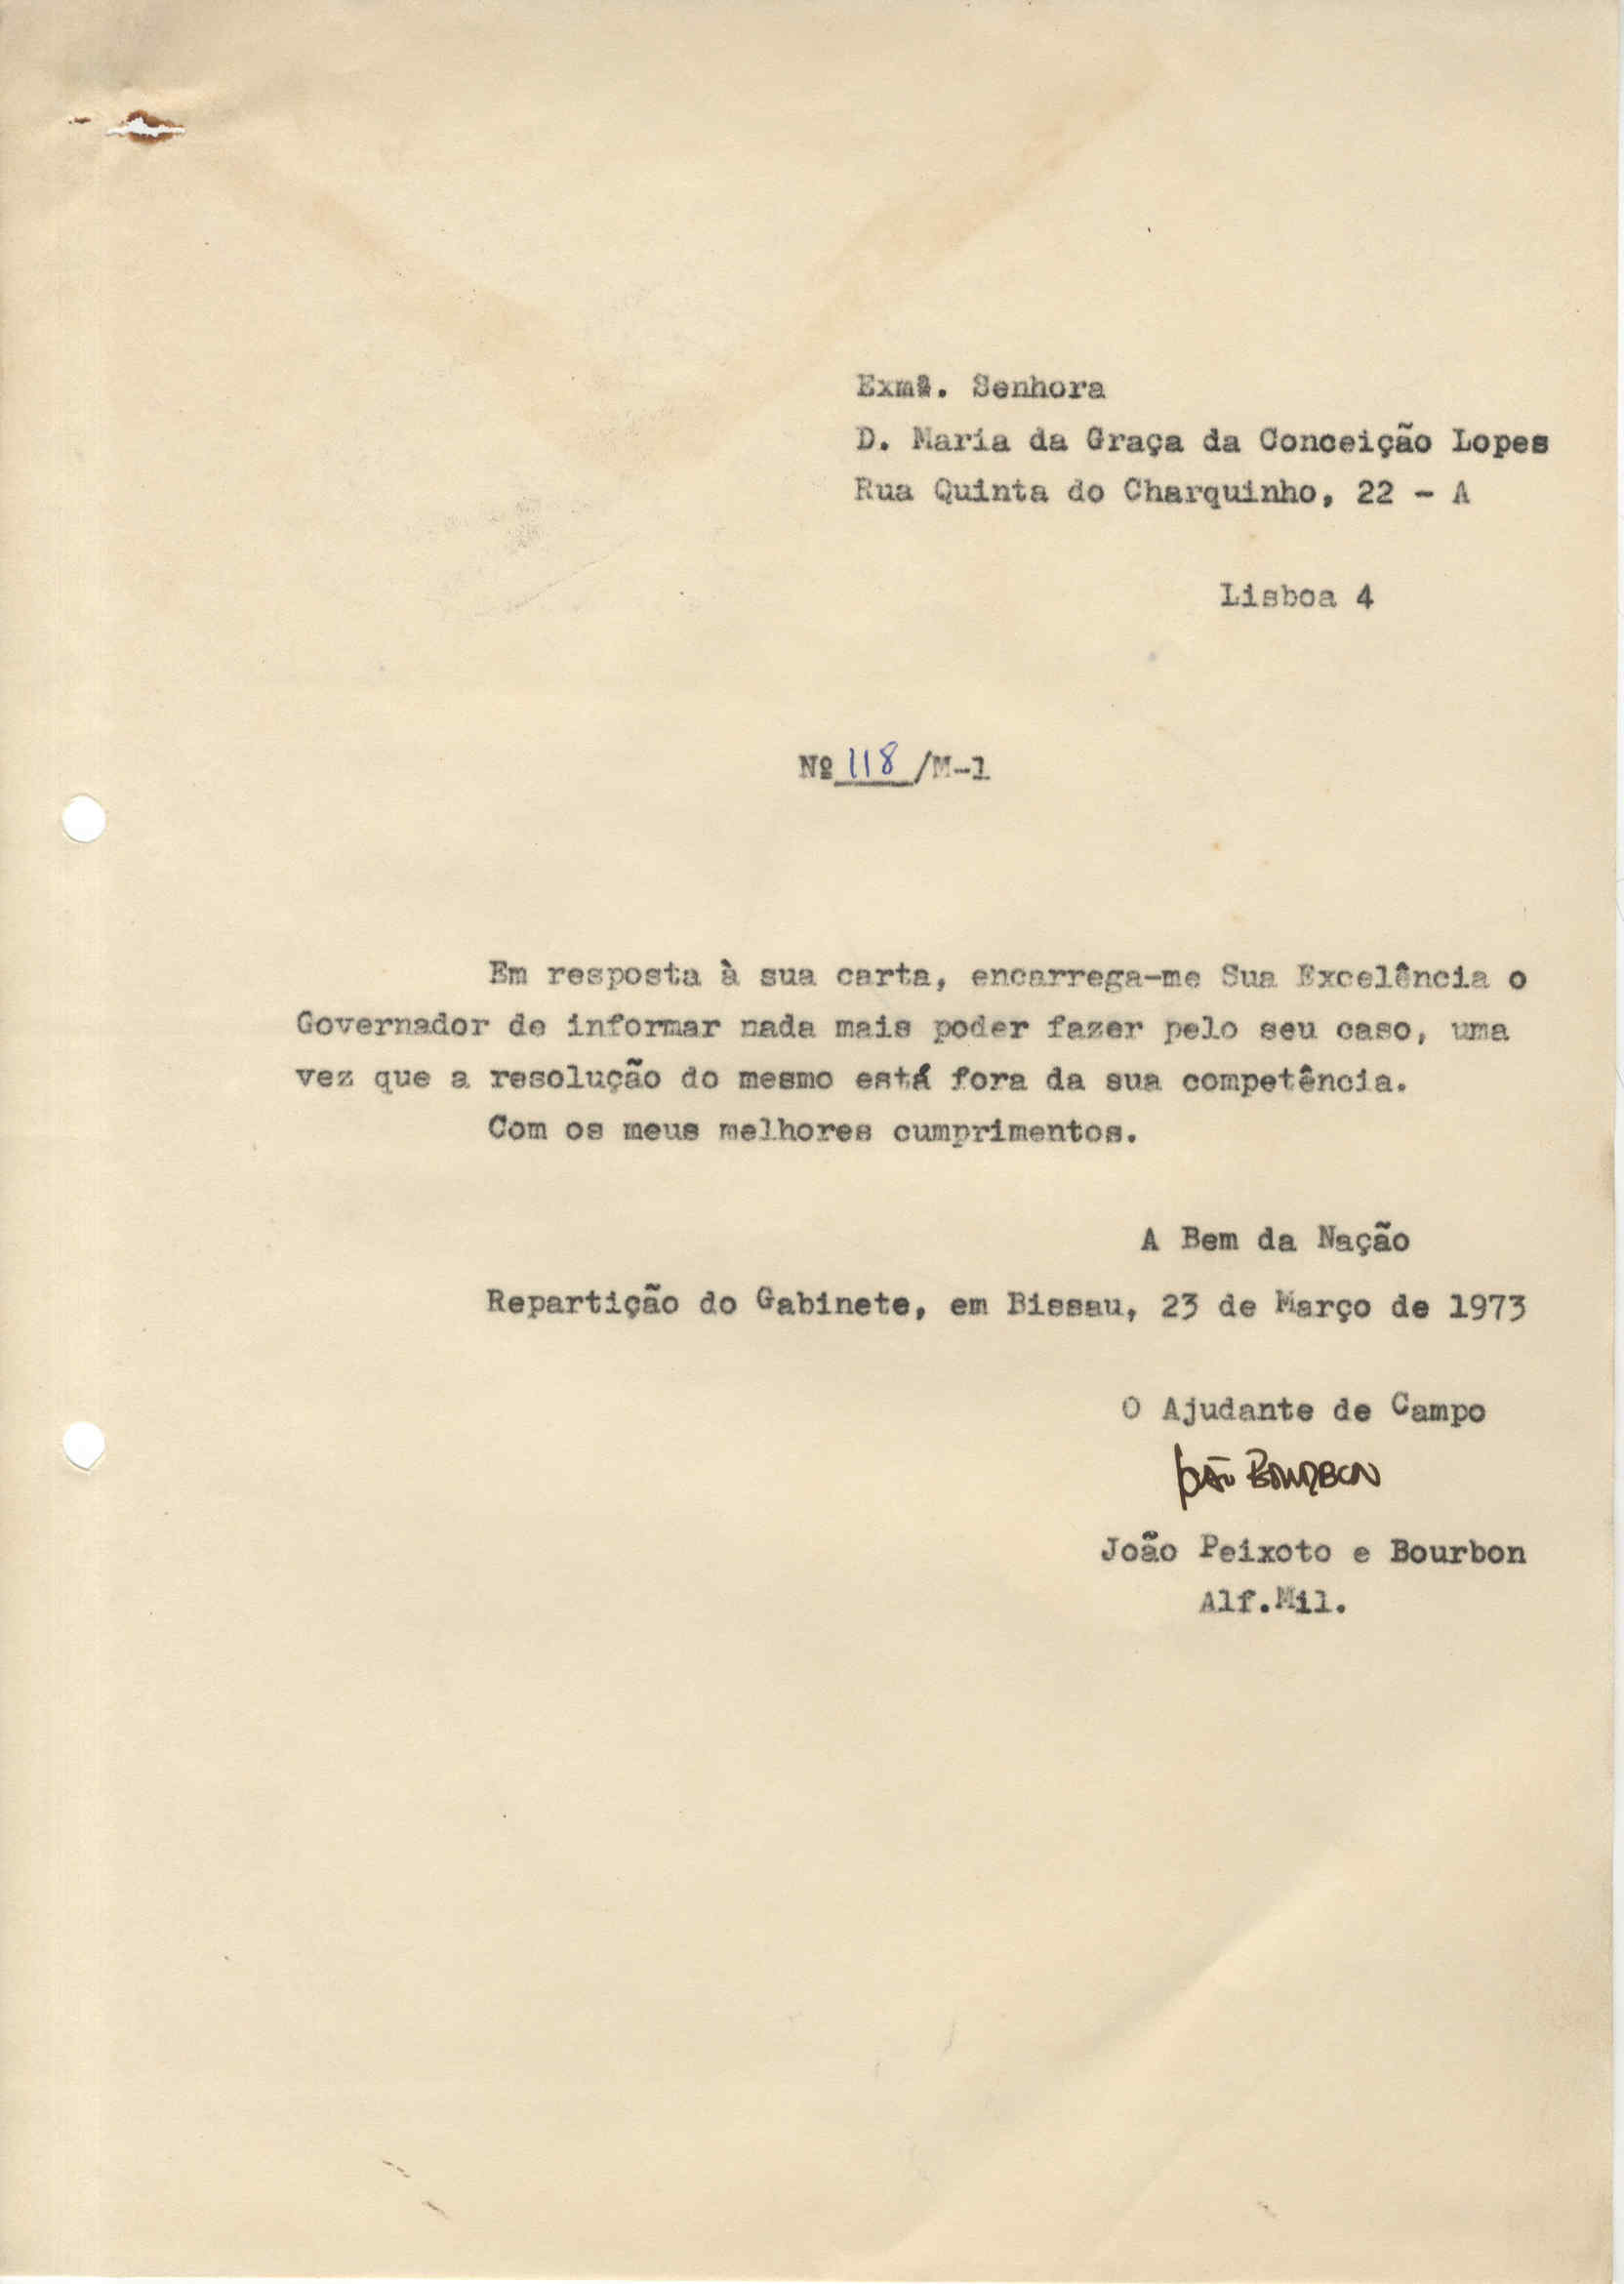 Exmª. Senhora
D. Maria da Graça da Conceição Lopes
Rua Quinta do Charquinho, 22 - A
Lisboa 4
Nº 118 /M-1
Em resposta à sua carta, encarrega-me Sua Excelência o
Governador de informar nada mais poder fazer pelo seu caso, uma
vez que a resolução do mesmo está fora da sua competência.
Com os meus melhores cumprimentos.
A Bem da Nação
Repartição do Gabinete, em Bissau, 23 de Março de 1973
O Ajudante de Campo
João Bourbon
João Peixoto e Bourbon
Alf.Mil.